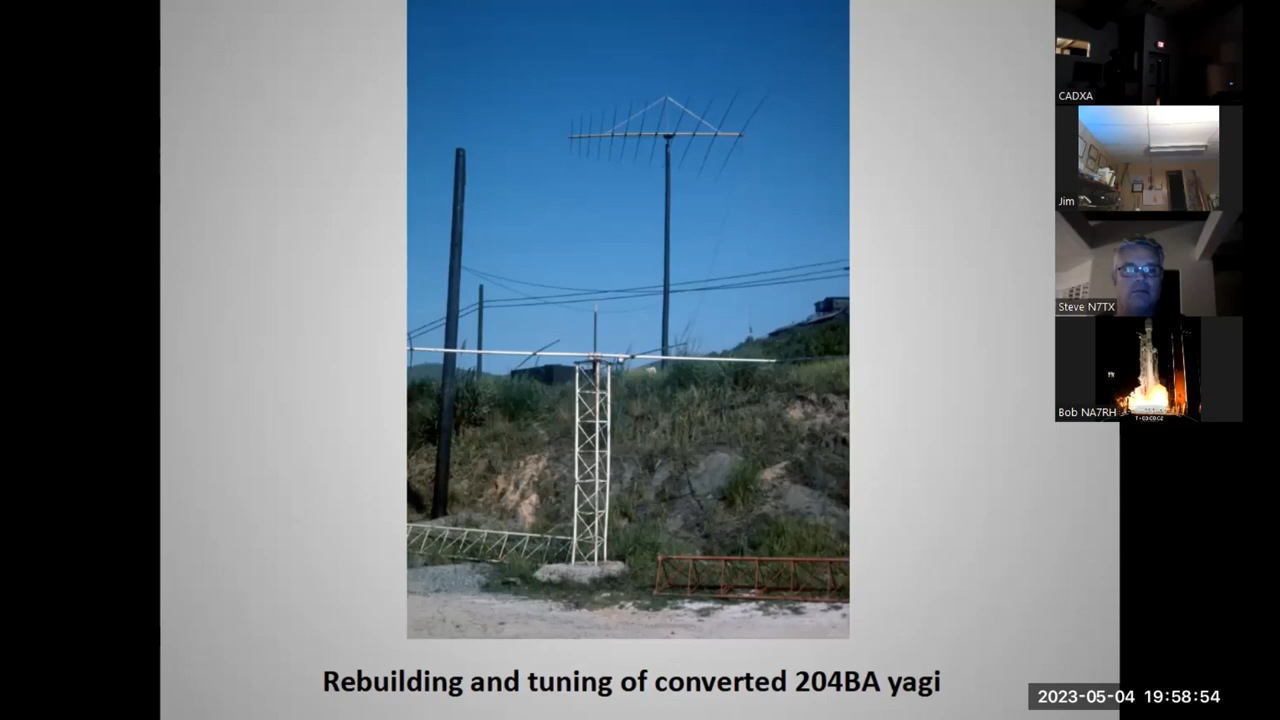 CADXA
Jim
Steve N7TX
Bob NA7RH
Rebuilding and tuning of converted 204BA yagi
2023-05-04 19:58:54